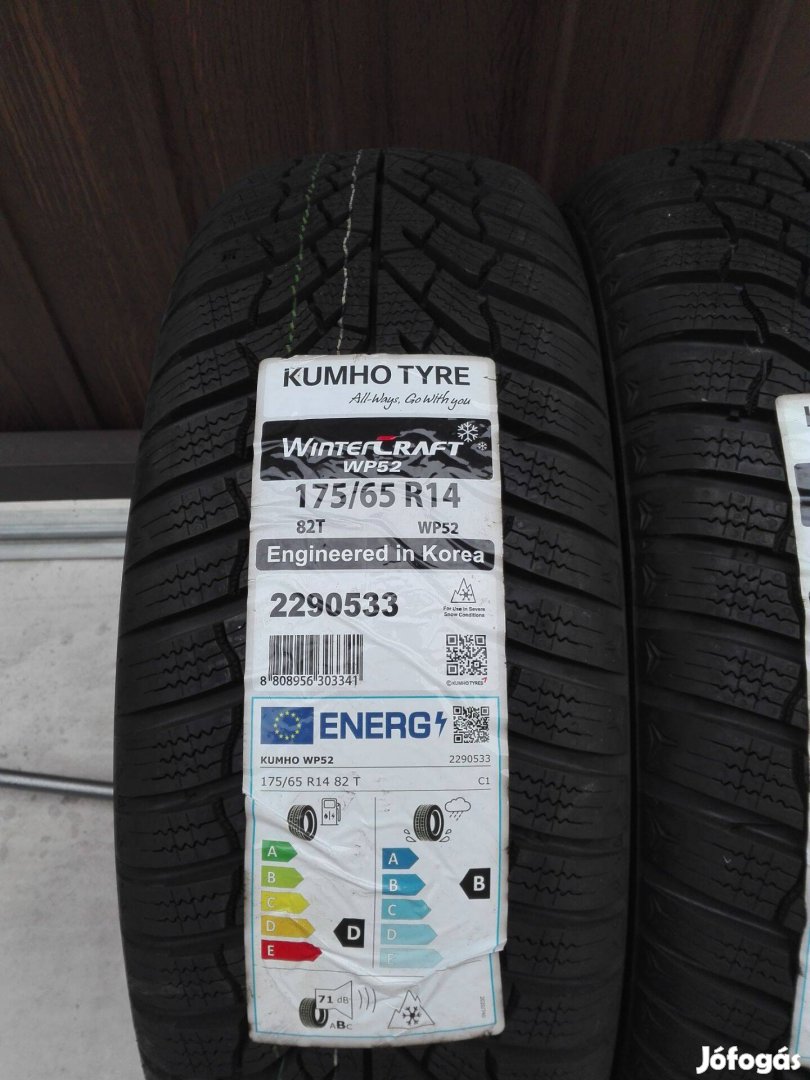 KUMHO TYRE
All-Ways, Go With you
WINTERCRAFT
WP52
175/65 R14
82T WP52
Engineered in Korea
2290533
For Use in Severe
Snow Conditions
8 808956 303341
© KUMHO TYRES
ENERG
KUMHO WP52 2290533
175/65 R14 82 T C1
A A
B B B
C C
D D D
E E
71 dB
ABC
Jófogás